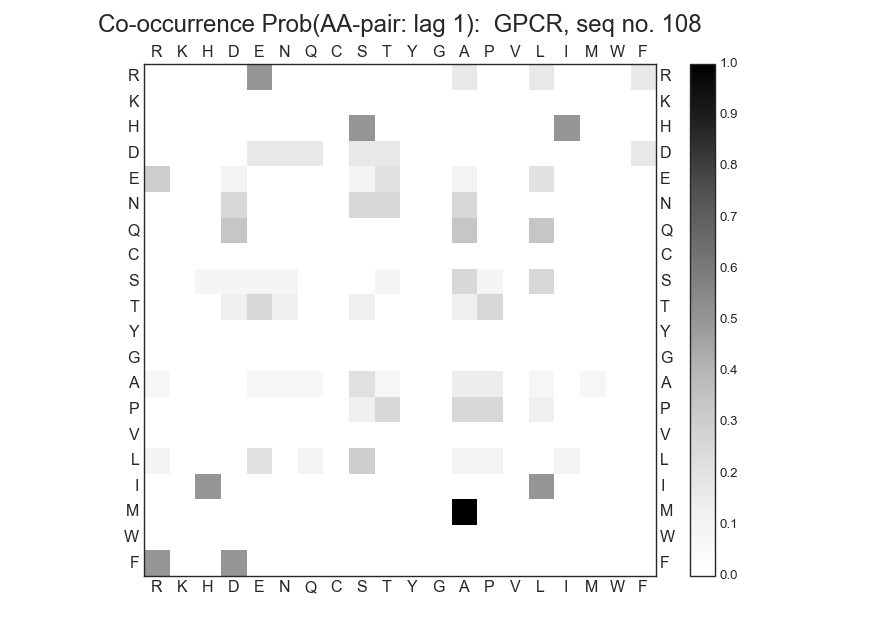 Co-occurrence Prob(AA-pair: lag 1):  GPCR, seq no. 108
R K H D E N Q C S T Y G A P V L I M W F
R R 1.0
K K
H H 0.9
D D
E E 0.8
N N
Q Q 0.7
C C
S S 0.6
T T
Y Y 0.5
G G
A A 0.4
P P
V V 0.3
L L
I I 0.2
M M
W W 0.1
F F
0.0
R K H D E N Q C S T Y G A P V L I M W F